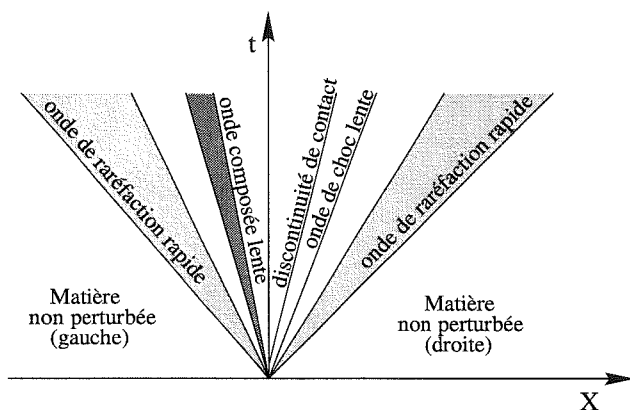 t
onde de raréfaction rapide
onde composée lente
discontinuité de contact
onde de choc lente
onde de raréfaction rapide
Matière
non perturbée
(gauche)
Matière
non perturbée
(droite)
X